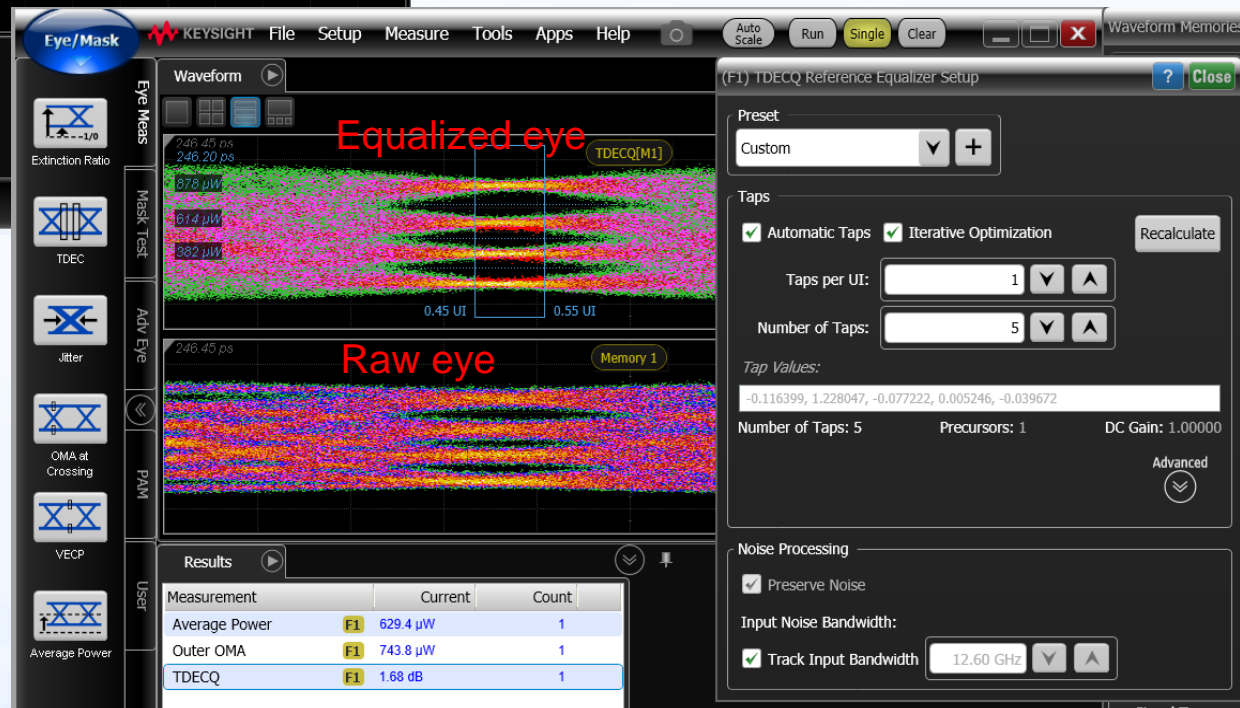 Eye/Mask
KEYSIGHT File Setup Measure Tools Apps Help
Auto Scale
Run
Single
Clear
X
Waveform Memories
Extinction Ratio
TDEC
Jitter
OMA at
Crossing
VECP
Average Power
Eye Meas
Mask Test
Adv Eye
PAM
User
Waveform
Equalized eye
246.45 ps
246.20 ps
TDECQ[M1]
878 µW
614 µW
382 µW
0.45 UI 0.55 UI
246.45 ps
Raw eye
Memory 1
Results
Measurement Current Count
Average Power F1 629.4 µW 1
Outer OMA F1 743.8 µW 1
TDECQ F1 1.68 dB 1
(F1) TDECQ Reference Equalizer Setup ? Close
Preset
Custom +
Taps
Automatic Taps Iterative Optimization Recalculate
Taps per UI: 1
Number of Taps: 5
Tap Values:
-0.116399, 1.228047, -0.077222, 0.005246, -0.039672
Number of Taps: 5 Precursors: 1 DC Gain: 1.00000
Advanced
Noise Processing
Preserve Noise
Input Noise Bandwidth:
Track Input Bandwidth 12.60 GHz